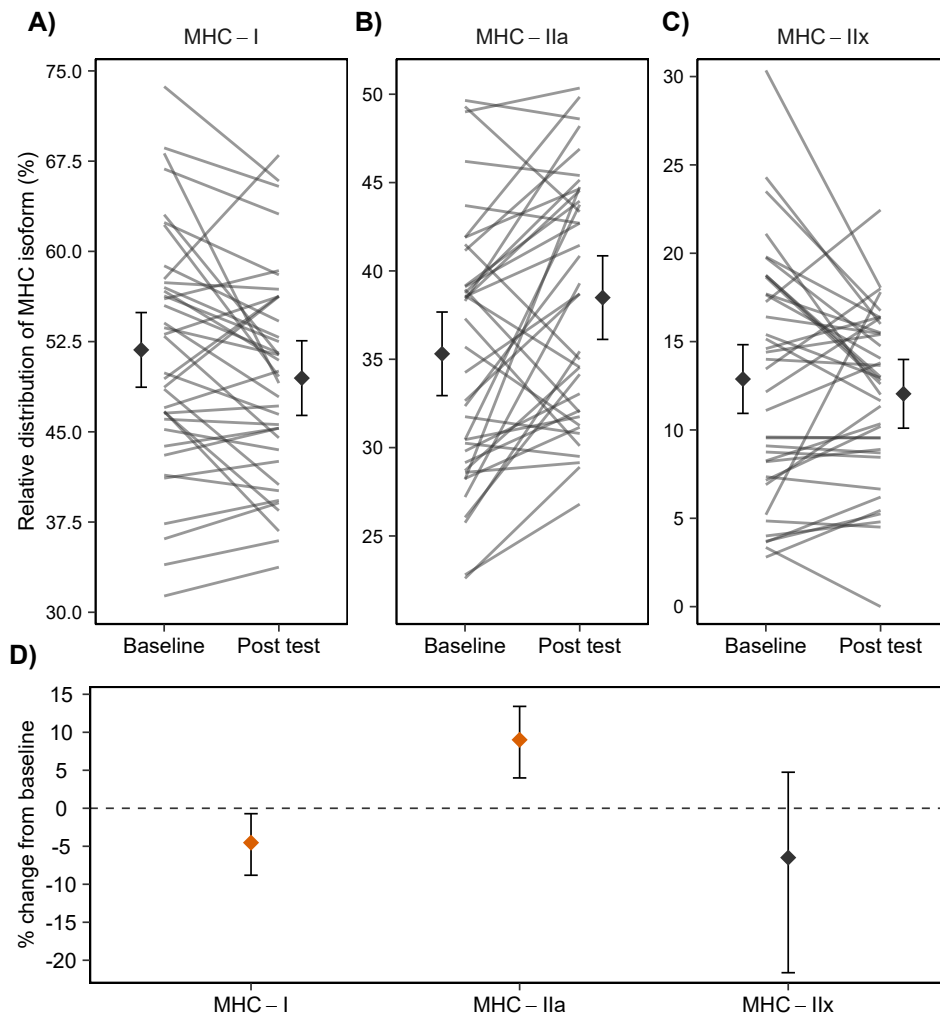 A)
B)
C)
MHC – I
MHC – IIa
MHC – IIx
Relative distribution of MHC isoform (%)
75.0
67.5
60.0
52.5
45.0
37.5
30.0
50
45
40
35
30
25
30
20
15
10
5
0
Baseline
Post test
Baseline
Post test
Baseline
Post test
D)
% change from baseline
15
10
5
0
-5
-10
-15
-20
MHC – I
MHC – IIa
MHC – IIx